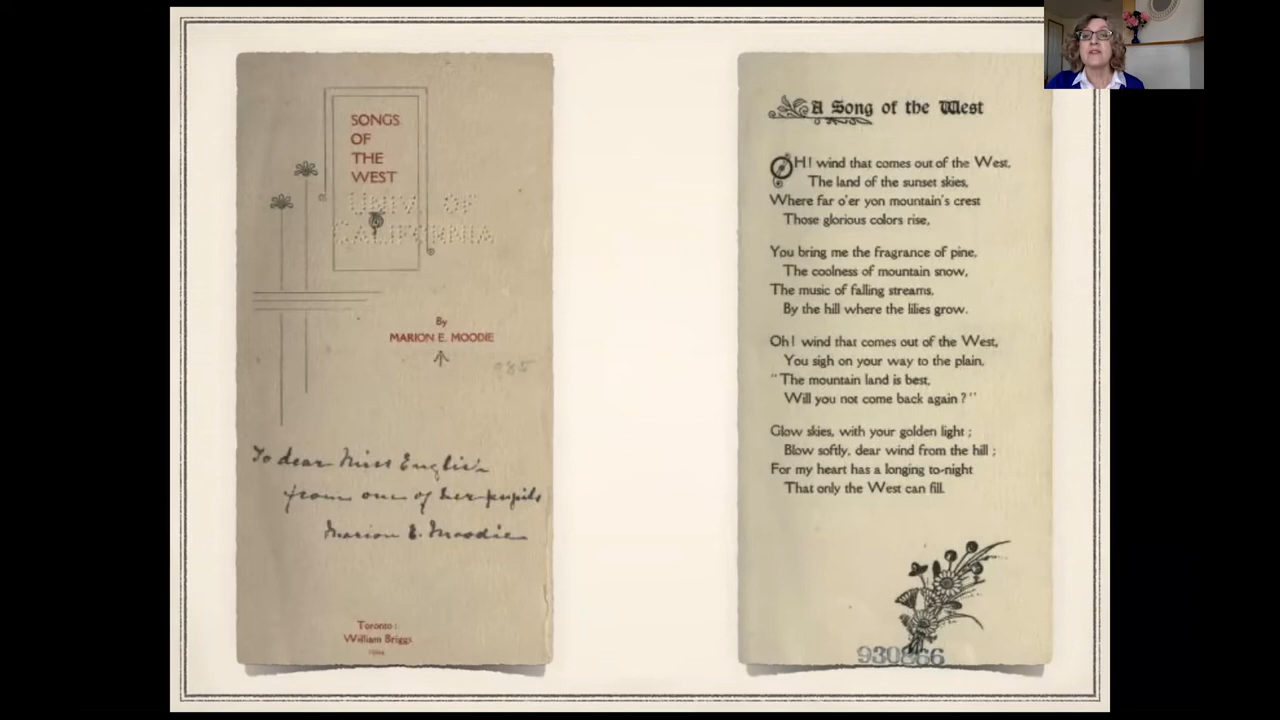 SONGS
OF
THE
WEST
UNIV. OF
CALIFORNIA
By
MARION E. MOODIE
To dear Miss English
from one of her pupils
Marion E. Moodie
Toronto:
William Briggs
A Song of the West
OH! wind that comes out of the West,
The land of the sunset skies,
Where far o'er yon mountain's crest
Those glorious colors rise,
You bring me the fragrance of pine,
The coolness of mountain snow,
The music of falling streams,
By the hill where the lilies grow.
Oh! wind that comes out of the West,
You sigh on your way to the plain,
"The mountain land is best,
Will you not come back again?"
Glow skies, with your golden light;
Blow softly, dear wind from the hill;
For my heart has a longing to-night
That only the West can fill.
930866